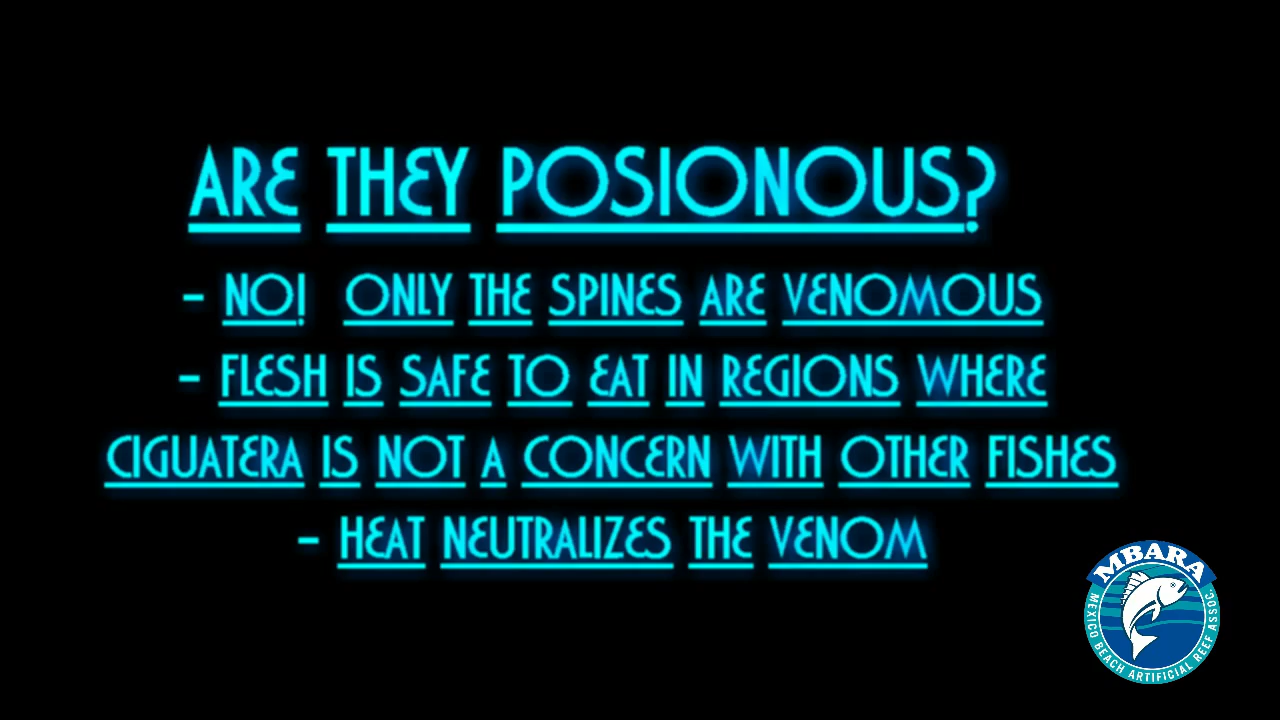 ARE THEY POSIONOUS?
- NO! ONLY THE SPINES ARE VENOMOUS
- FLESH IS SAFE TO EAT IN REGIONS WHERE
CIGUATERA IS NOT A CONCERN WITH OTHER FISHES
- HEAT NEUTRALIZES THE VENOM
MBARA
MEXICO BEACH ARTIFICIAL REEF ASSOC.